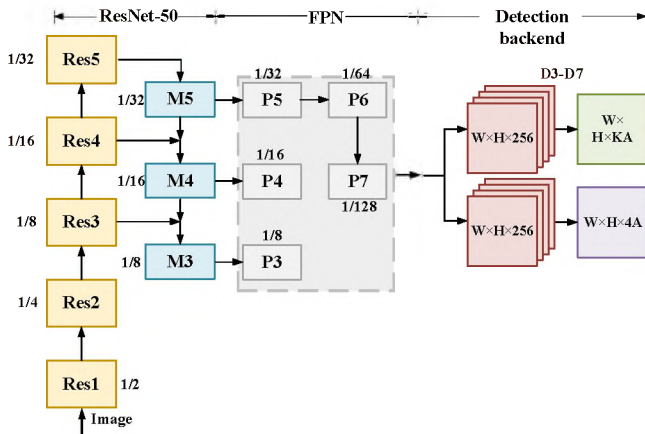 ResNet-50
FPN
Detection
backend
1/32
Res5
1/32
M5
1/32
P5
1/64
P6
D3-D7
W×H×256
W×
H×KA
1/16
Res4
1/16
M4
1/16
P4
P7
1/128
1/8
Res3
1/8
M3
1/8
P3
W×H×256
W×H×4A
1/4
Res2
Res1
1/2
Image